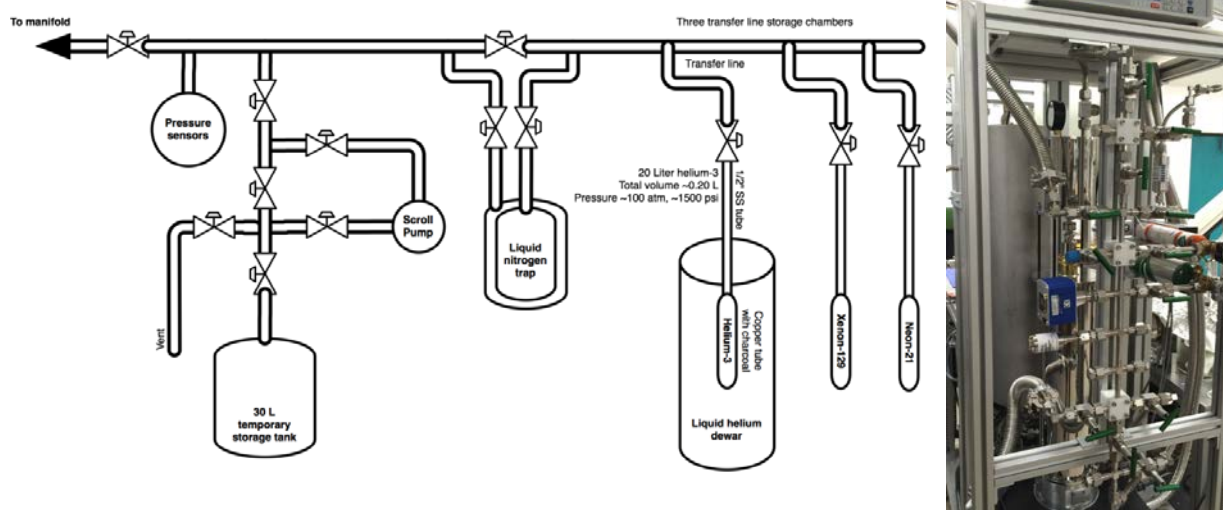 To manifold
Three transfer line storage chambers
Transfer line
Pressure
sensors
20 Liter helium-3
Total volume ~0.20 L
Pressure ~100 atm, ~1500 psi
1/2" SS tube
Scroll
Pump
Liquid
nitrogen
trap
Vent
Helium-3
Copper tube
with charcoal
Xenon-129
Neon-21
30 L
temporary
storage tank
Liquid helium
dewar